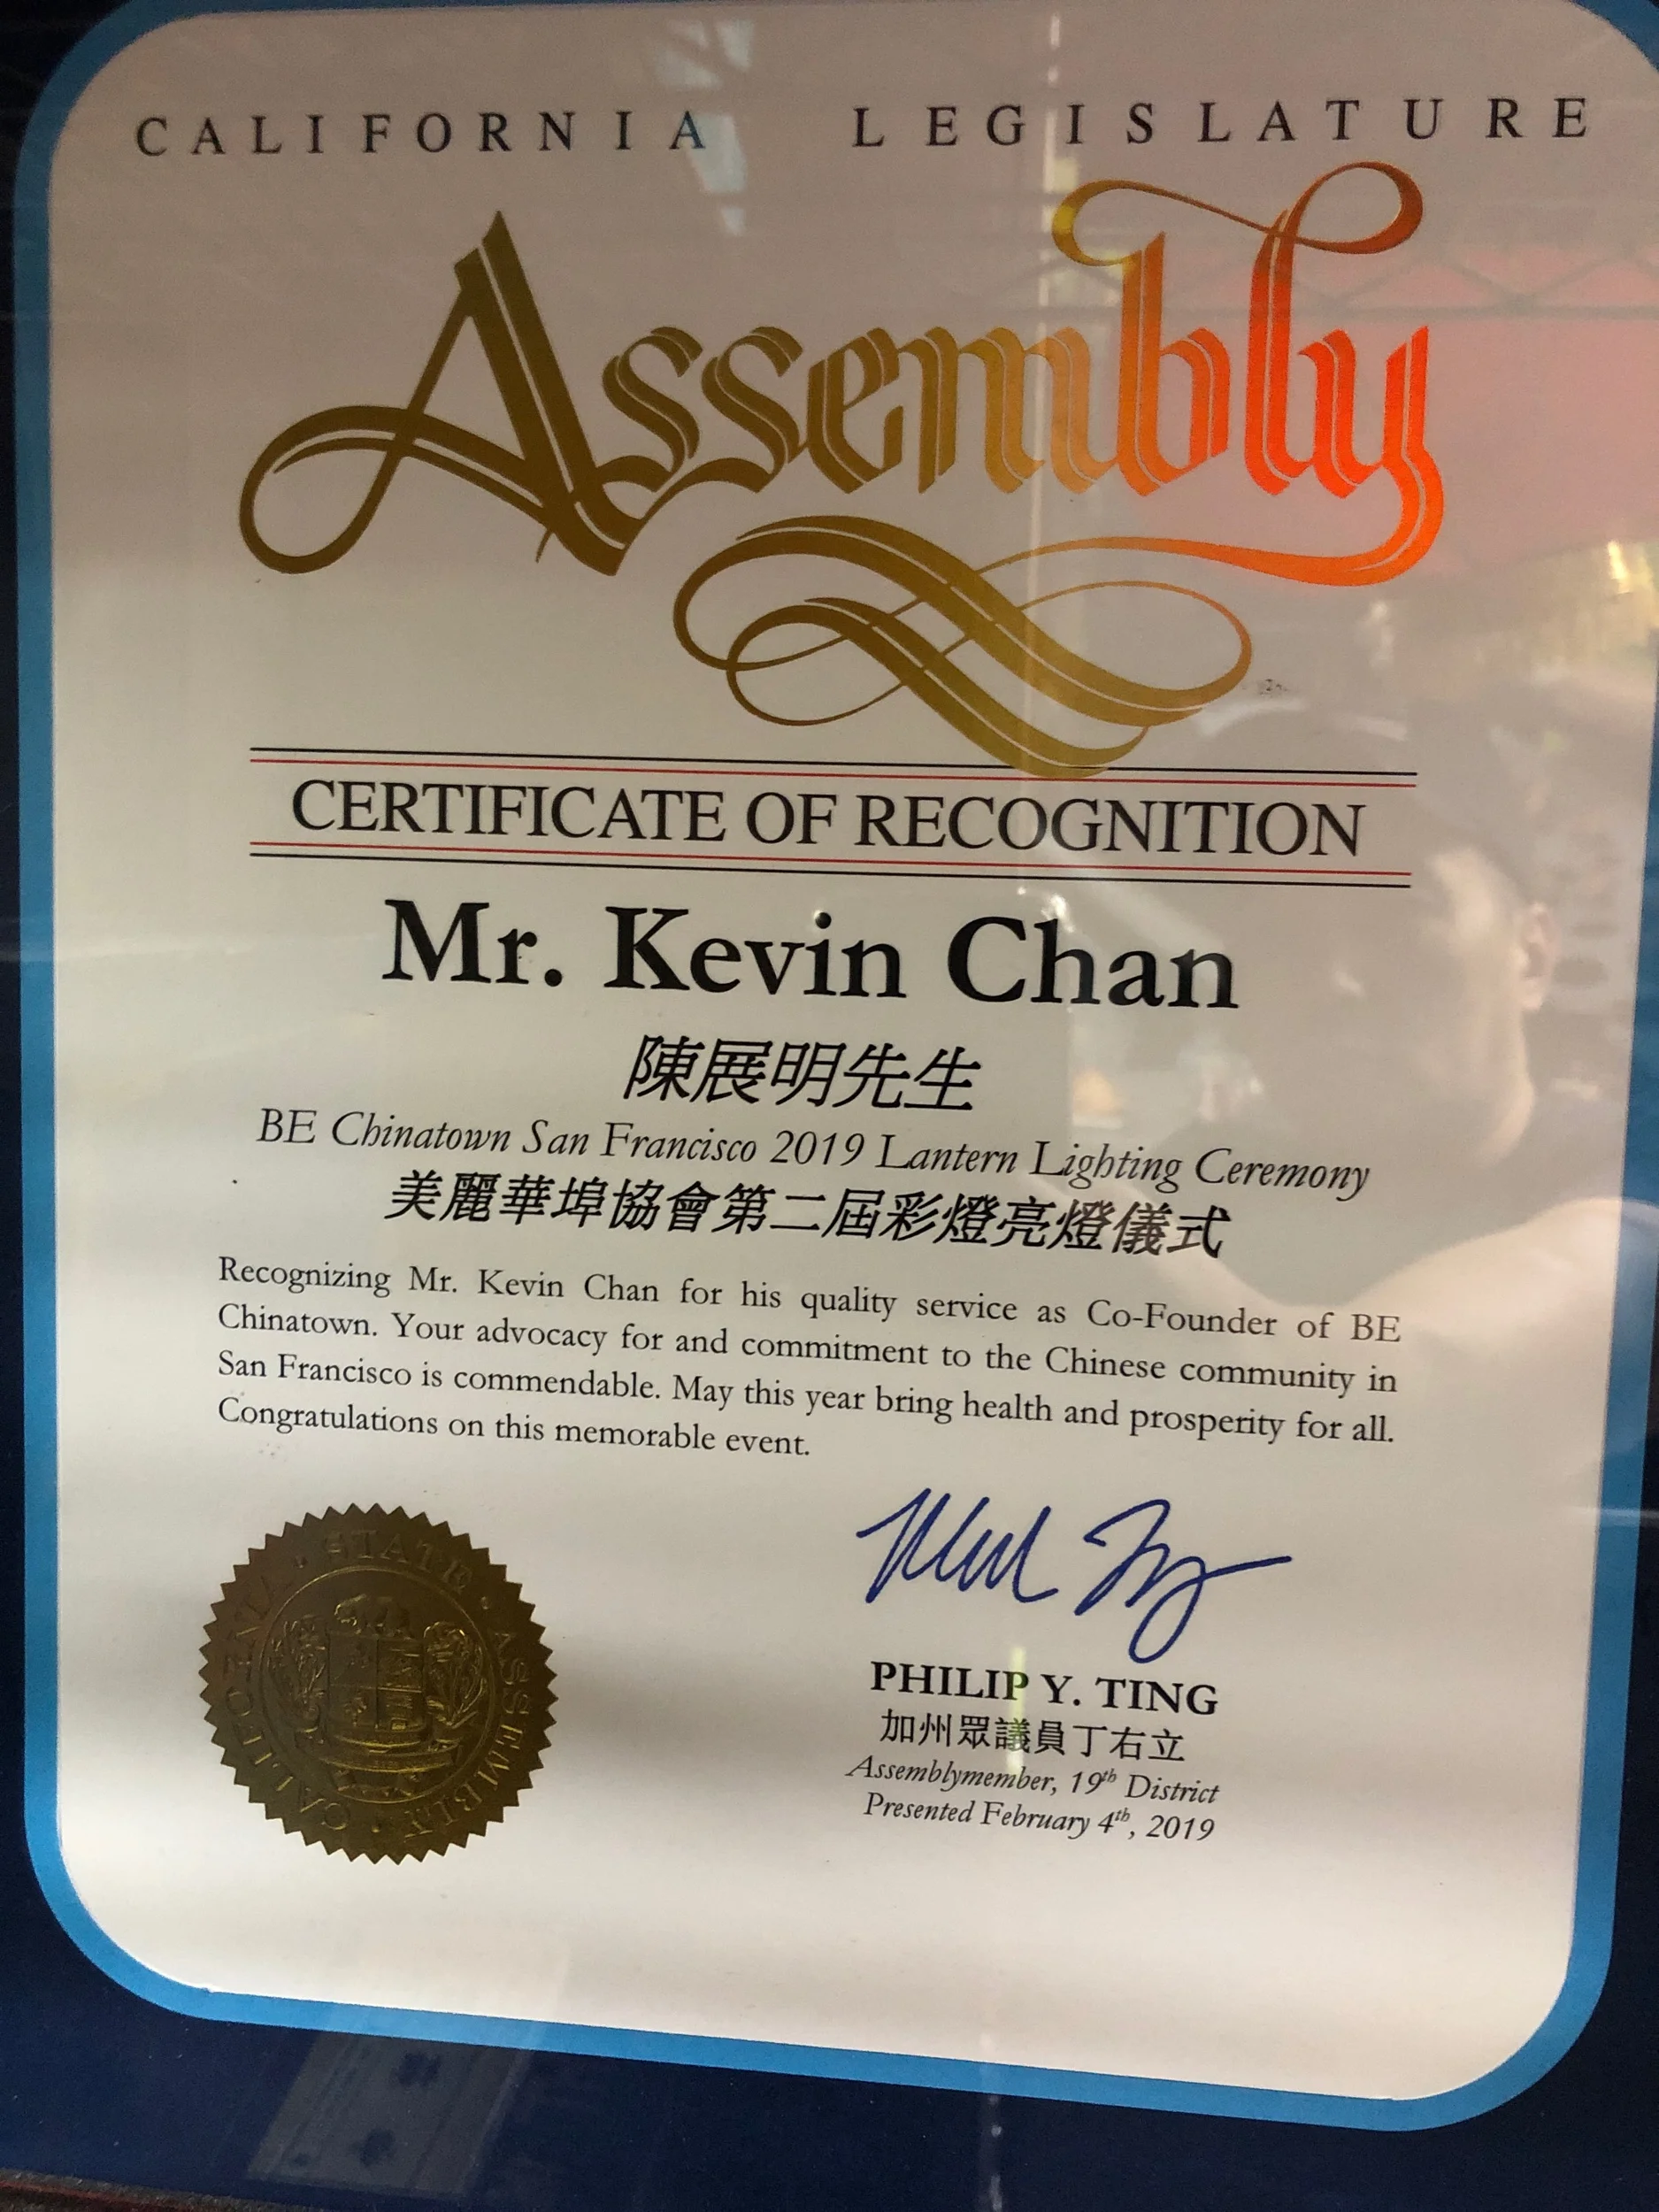 CALIFORNIA LEGISLATURE
Assembly
CERTIFICATE OF RECOGNITION
Mr. Kevin Chan
陳展明先生
BE Chinatown San Francisco 2019 Lantern Lighting Ceremony
美麗華埠協會第二屆彩燈亮燈儀式
Recognizing Mr. Kevin Chan for his quality service as Co-Founder of BE
Chinatown. Your advocacy for and commitment to the Chinese community in
San Francisco is commendable. May this year bring health and prosperity for all.
Congratulations on this memorable event.
CALIFORNIA · STATE · ASSEMBLY ·
PHILIP Y. TING
加州眾議員丁右立
Assemblymember, 19th District
Presented February 4th, 2019